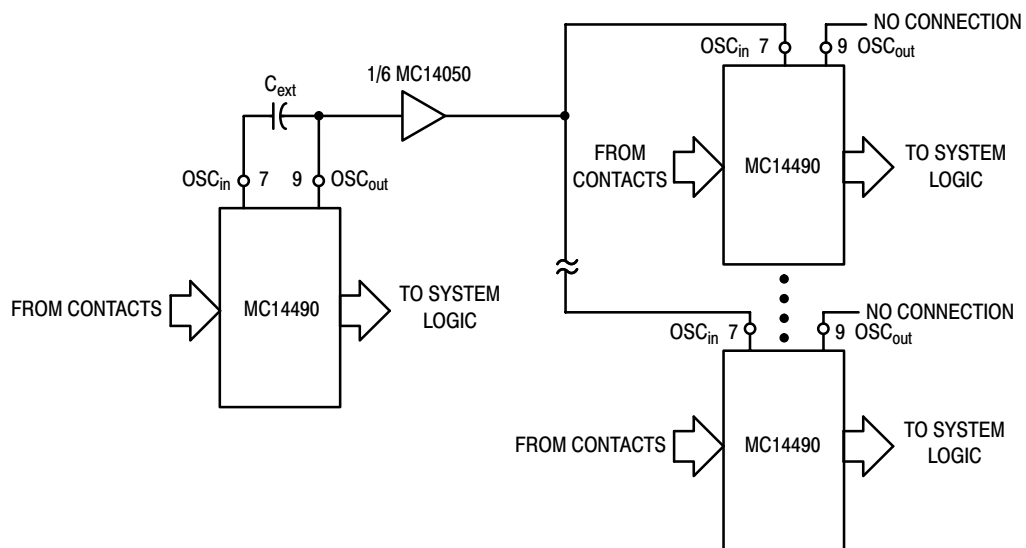 NO CONNECTION
OSCin 7
9 OSCout
1/6 MC14050
Cext
FROM
CONTACTS
MC14490
TO SYSTEM
LOGIC
OSCin 7
9 OSCout
FROM CONTACTS
MC14490
TO SYSTEM
LOGIC
NO CONNECTION
OSCin 7
9 OSCout
FROM CONTACTS
MC14490
TO SYSTEM
LOGIC